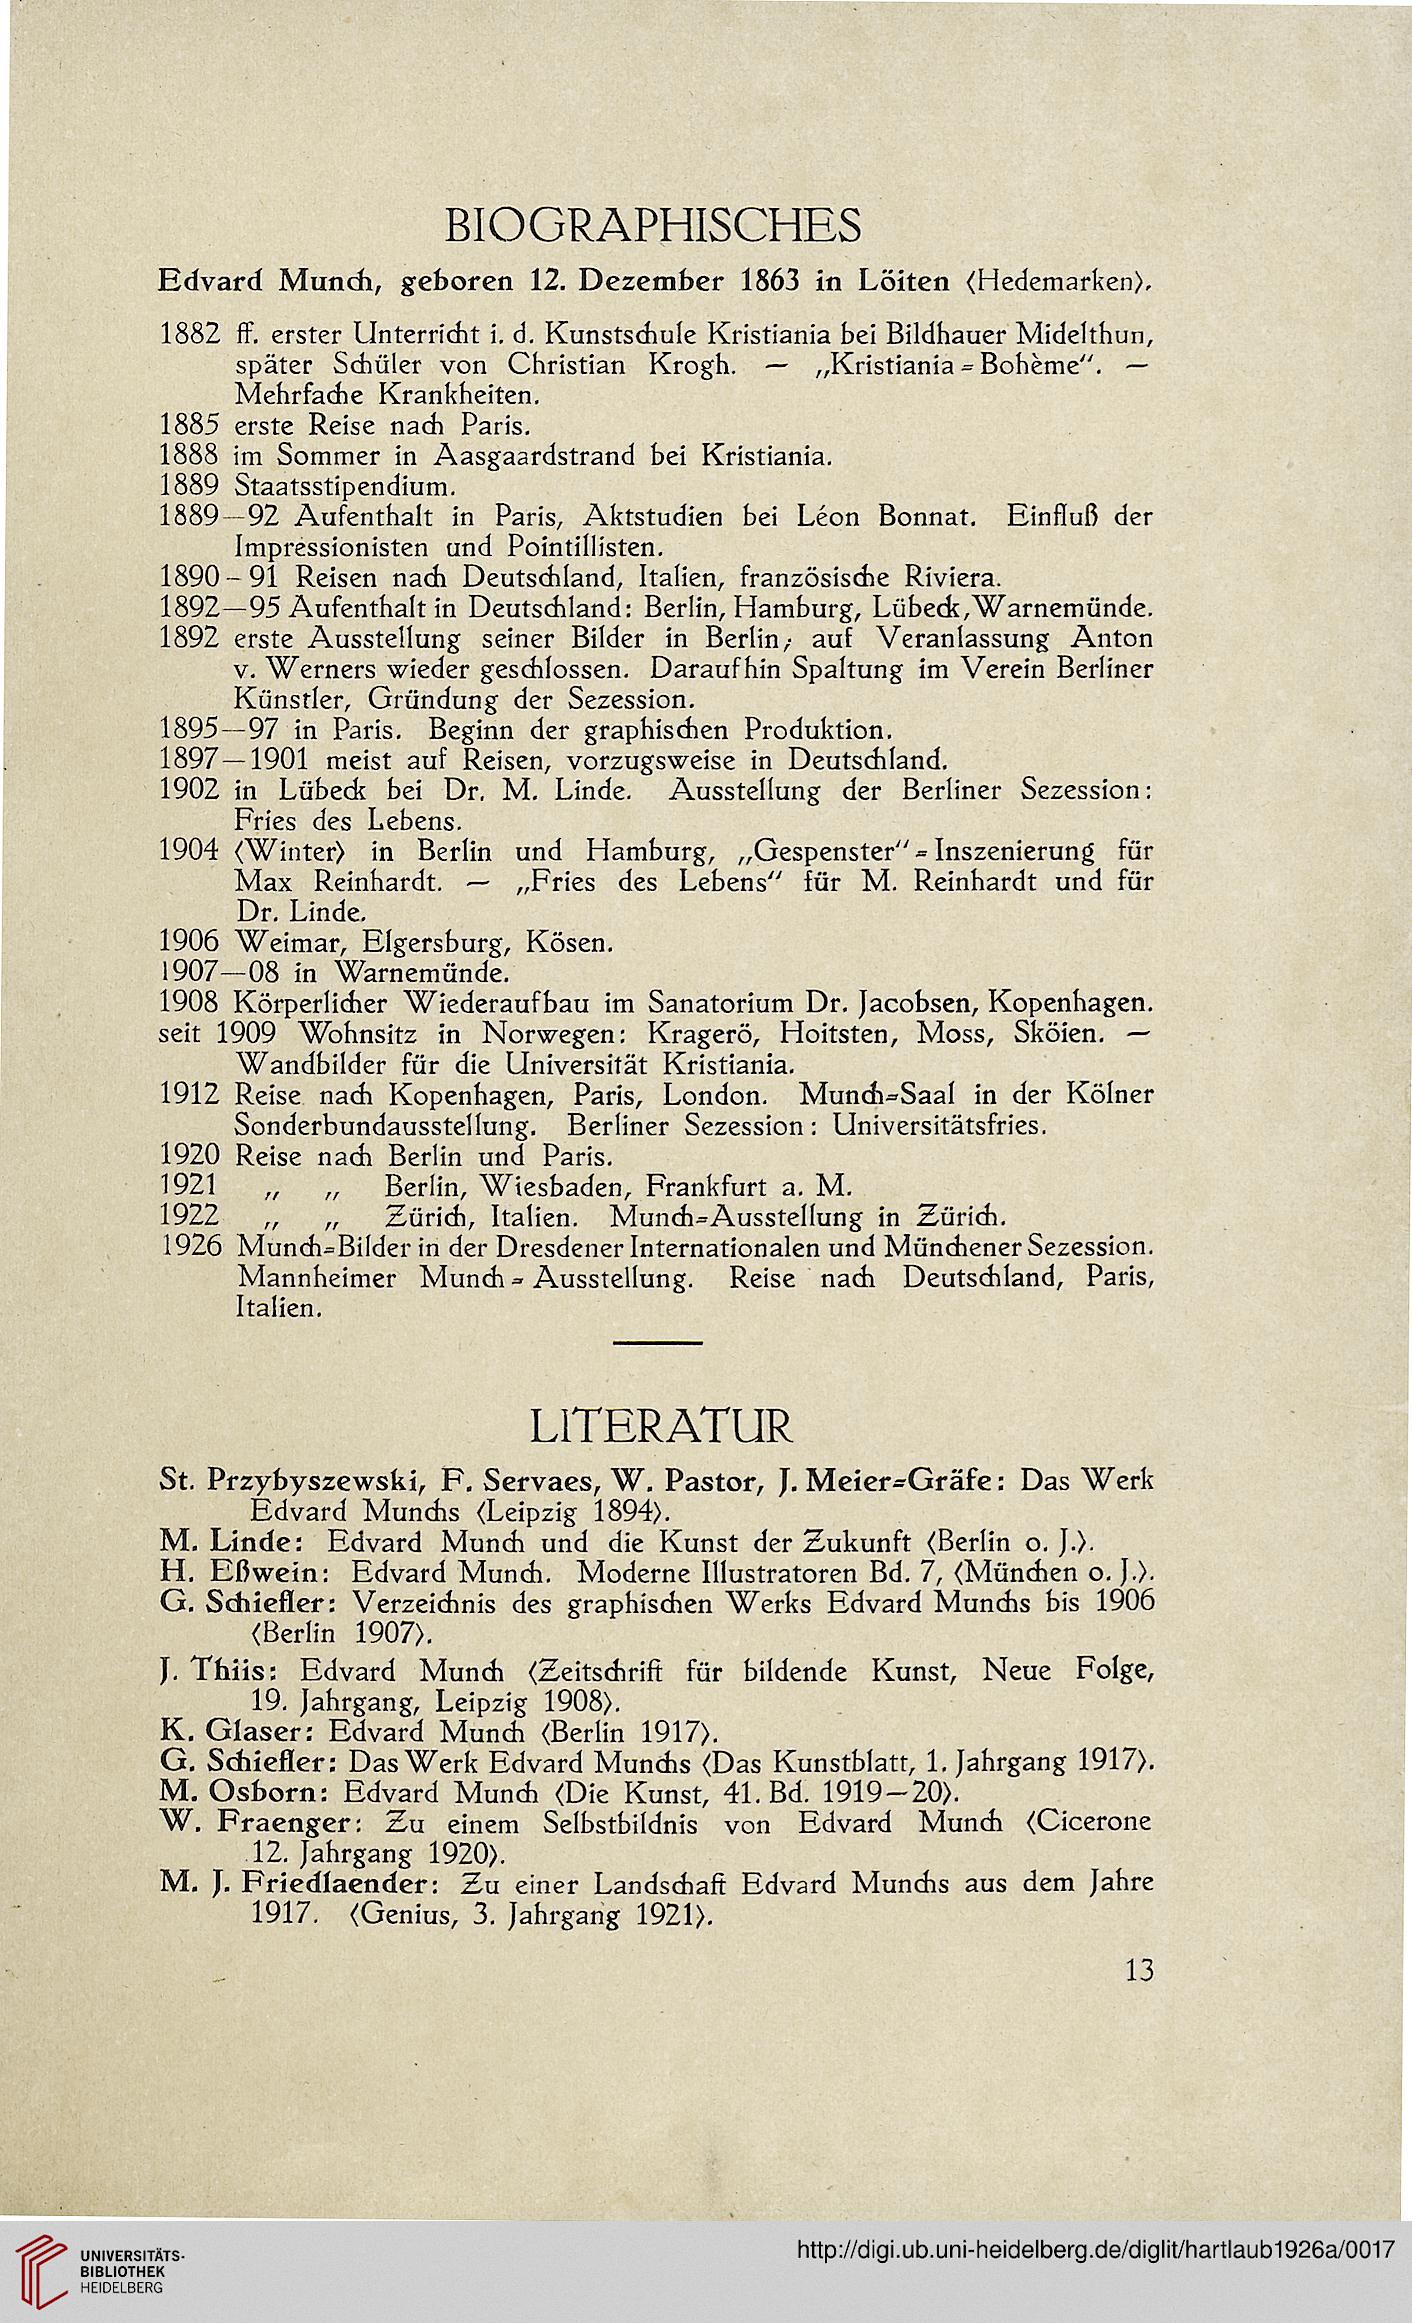 BIOGRAPHISCHES
Edvard Munch, geboren 12. Dezember 1863 in Löiten (Hedemarken).
1882 ff. erster Unterricht i. d. Kunstschule Kristiania bei Bildhauer Midelthun,
später Schüler von Christian Krogh. — „Kristiania-Bohème“. —
Mehrfache Krankheiten.
1885 erste Reise nach Paris.
1888 im Sommer in Aasgaardstrand bei Kristiania.
1889 Staatsstipendium.
1889—92 Aufenthalt in Paris, Aktstudien bei Léon Bonnat. Einfluß der
Impressionisten und Pointillisten.
1890-91 Reisen nach Deutschland, Italien, französische Riviera.
1892—95 Aufenthalt in Deutschland: Berlin, Hamburg, Lübeck, Warnemünde.
1892 erste Ausstellung seiner Bilder in Berlin; auf Veranlassung Anton
v. Werners wieder geschlossen. Daraufhin Spaltung im Verein Berliner
Künstler, Gründung der Sezession.
1895—97 in Paris. Beginn der graphischen Produktion.
1897—1901 meist auf Reisen, vorzugsweise in Deutschland.
1902 in Lübeck bei Dr. M. Linde. Ausstellung der Berliner Sezession:
Fries des Lebens.
1904 (Winter) in Berlin und Hamburg, „Gespenster“-Inszenierung für
Max Reinhardt. — „Fries des Lebens“ für M. Reinhardt und für
Dr. Linde.
1906 Weimar, Elgersburg, Kösen.
1907—08 in Warnemünde.
1908 Körperlicher Wiederaufbau im Sanatorium Dr. Jacobsen, Kopenhagen.
seit 1909 Wohnsitz in Norwegen: Kragerö, Hoitsten, Moss, Sköien. —
Wandbilder für die Universität Kristiania.
1912 Reise nach Kopenhagen, Paris, London. Munch-Saal in der Kölner
Sonderbundausstellung. Berliner Sezession: Universitätsfries.
1920 Reise nach Berlin und Paris.
1921 „ „ Berlin, Wiesbaden, Frankfurt a. M.
1922 „ „ Zürich, Italien. Munch-Ausstellung in Zürich.
1926 Munch-Bilder in der Dresdener Internationalen und Münchener Sezession.
Mannheimer Munch-Ausstellung. Reise nach Deutschland, Paris,
Italien.
LITERATUR
St. Przybyszewski, F. Servaes, W. Pastor, J. Meier-Gräfe: Das Werk
Edvard Munchs (Leipzig 1894).
M. Linde: Edvard Munch und die Kunst der Zukunft (Berlin o. J.).
H. Eßwein: Edvard Munch. Moderne Illustratoren Bd. 7, (München o. J.).
G. Schiefler: Verzeichnis des graphischen Werks Edvard Munchs bis 1906
(Berlin 1907).
J. Thiis: Edvard Munch (Zeitschrift für bildende Kunst, Neue Folge,
19. Jahrgang, Leipzig 1908).
K. Glaser: Edvard Munch (Berlin 1917).
G. Schiefler: Das Werk Edvard Munchs (Das Kunstblatt, 1. Jahrgang 1917).
M. Osborn: Edvard Munch (Die Kunst, 41. Bd. 1919—20).
W. Fraenger: Zu einem Selbstbildnis von Edvard Munch (Cicerone
12. Jahrgang 1920).
M. J. Friedlaender: Zu einer Landschaft Edvard Munchs aus dem Jahre
1917. (Genius, 3. Jahrgang 1921).
13
UNIVERSITÄTS-
BIBLIOTHEK
HEIDELBERG
http://digi.ub.uni-heidelberg.de/diglit/hartlaub1926a/0017